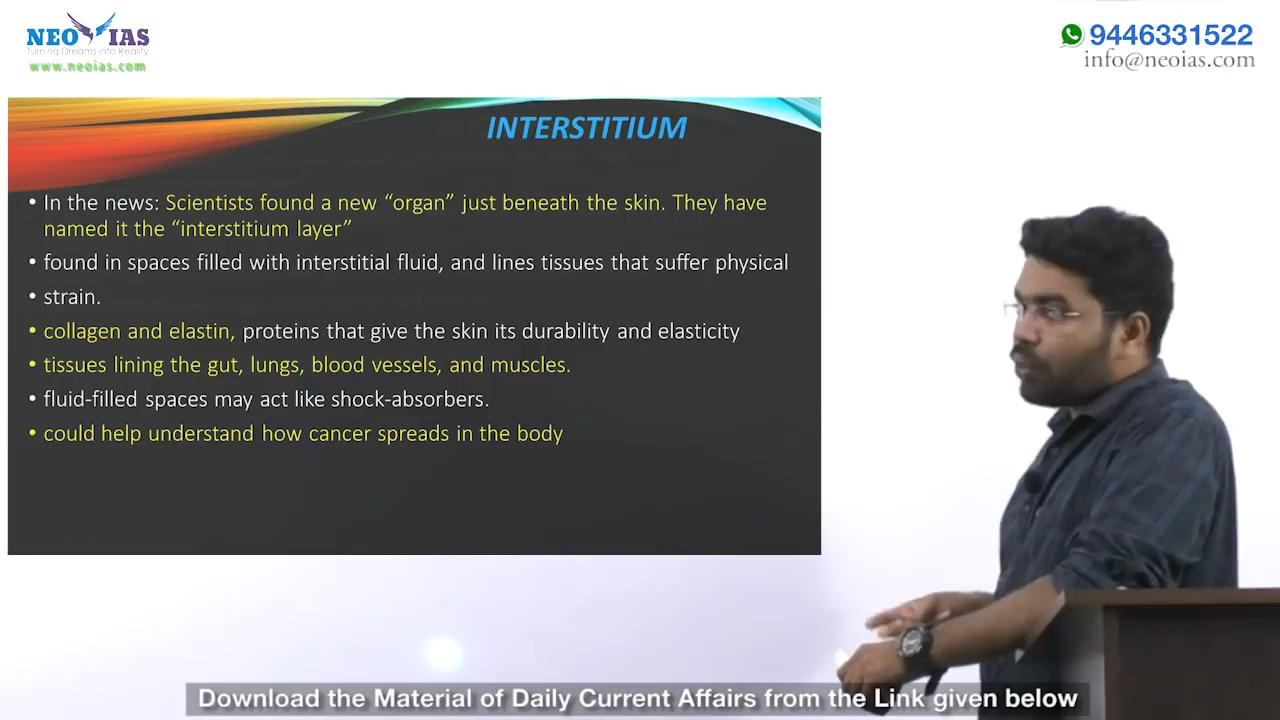 NEO IAS
Turning Dreams into Reality
www.neoias.com
9446331522
info@neoias.com
INTERSTITIUM
• In the news: Scientists found a new “organ” just beneath the skin. They have
named it the “interstitium layer”
• found in spaces filled with interstitial fluid, and lines tissues that suffer physical
• strain.
• collagen and elastin, proteins that give the skin its durability and elasticity
• tissues lining the gut, lungs, blood vessels, and muscles.
• fluid-filled spaces may act like shock-absorbers.
• could help understand how cancer spreads in the body
Download the Material of Daily Current Affairs from the Link given below